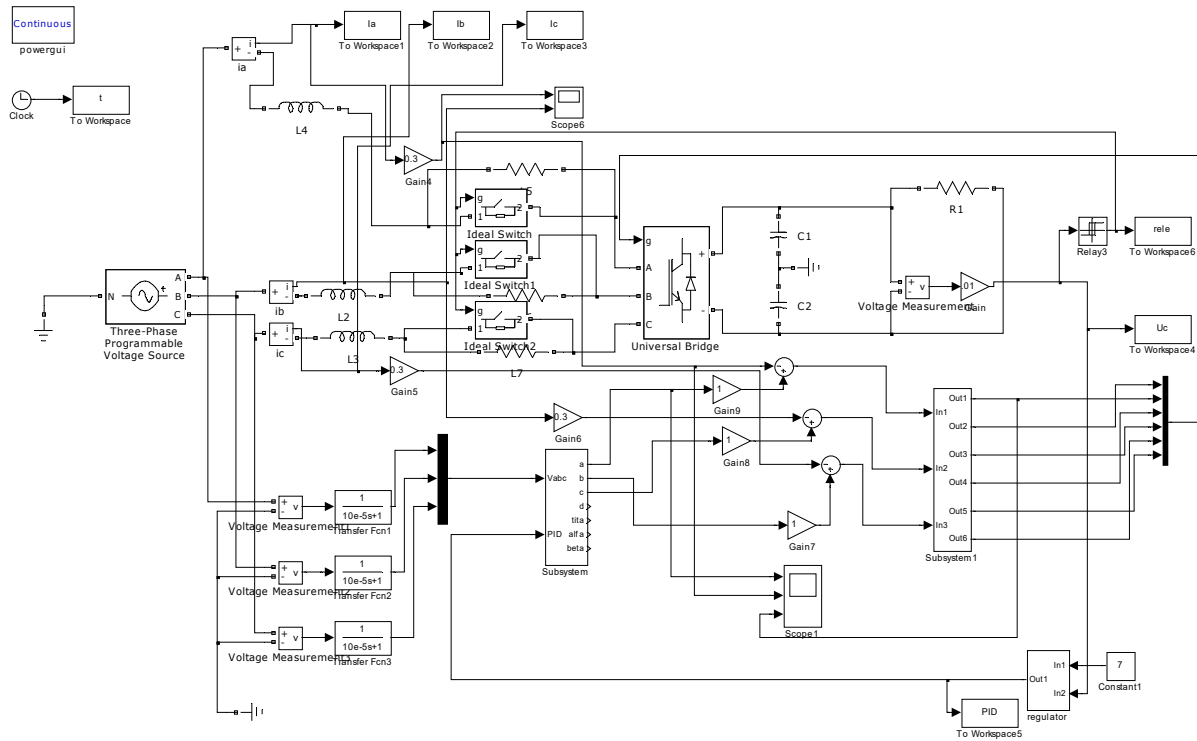 Continuous
powergui
t
Clock
To Workspace
+
-
i
ia
Ia
To Workspace1
Ib
To Workspace2
Ic
To Workspace3
L4
Scope6
0.3
Gain4
g
1
2
Ideal Switch
g
1
2
Ideal Switch1
g
1
2
Ideal Switch2
L7
N
A
B
C
Three-Phase
Programmable
Voltage Source
+
i
-
ib
L2
+
i
-
ic
L3
0.3
Gain5
g
A
B
C
+
-
Universal Bridge
C1
C2
R1
+
-
v
Voltage Measurement
.01
Gain
Relay3
rele
To Workspace6
Uc
To Workspace4
1
Gain9
1
Gain8
0.3
Gain6
1
Gain7
Vabc
PID
a
b
c
d
tita
alfa
beta
Subsystem
In1
In2
In3
Out1
Out2
Out3
Out4
Out5
Out6
Subsystem1
+
-
v
Voltage Measurement1
1
10e-5s+1
Transfer Fcn1
+
-
v
Voltage Measurement2
1
10e-5s+1
Transfer Fcn2
+
-
v
Voltage Measurement3
1
10e-5s+1
Transfer Fcn3
Scope1
Out1
In1
In2
regulator
7
Constant1
PID
To Workspace5